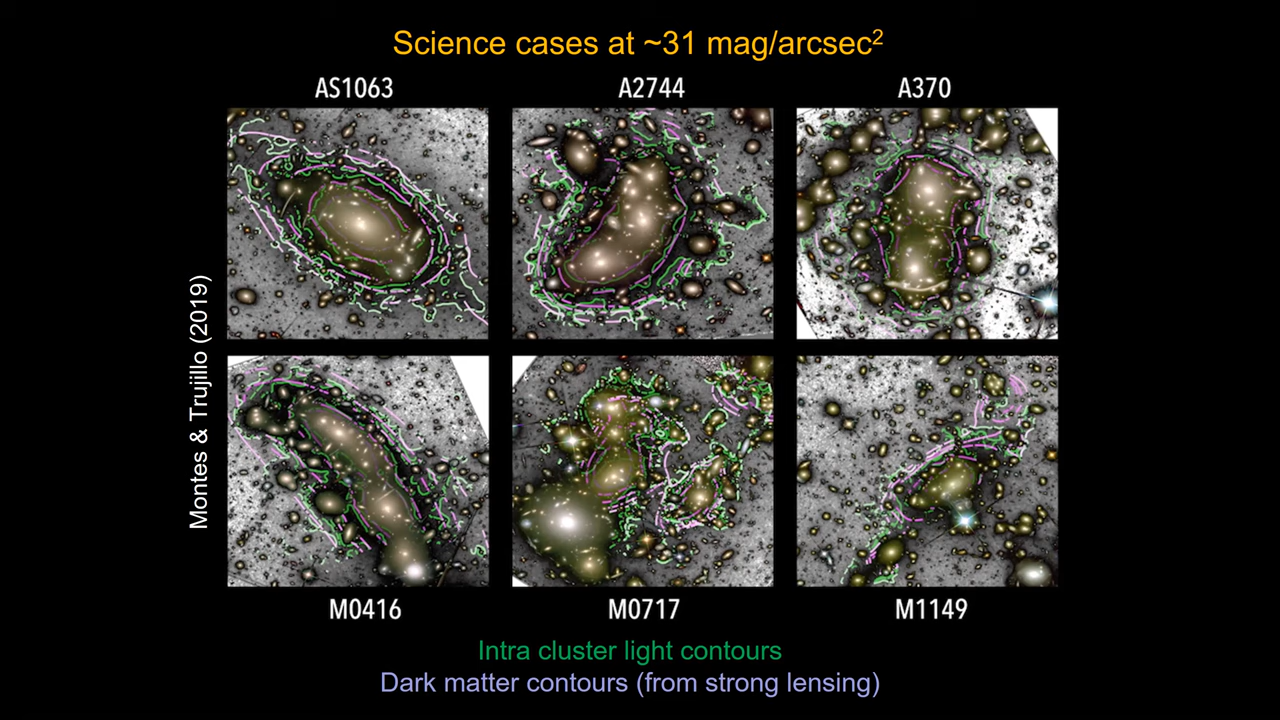 Science cases at ~31 mag/arcsec²
AS1063
A2744
A370
Montes & Trujillo (2019)
M0416
M0717
M1149
Intra cluster light contours
Dark matter contours (from strong lensing)